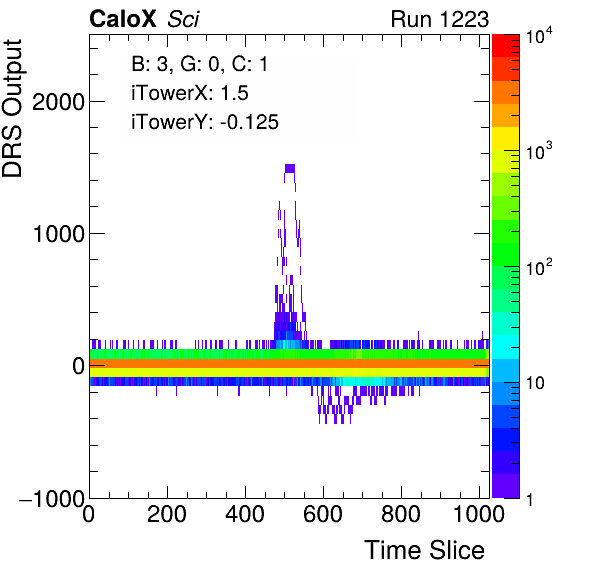 CaloX Sci Run 1223
B: 3, G: 0, C: 1
iTowerX: 1.5
iTowerY: -0.125
DRS Output
2000
1000
0
−1000
0 200 400 600 800 1000
Time Slice
10^4
10^3
10^2
10
1